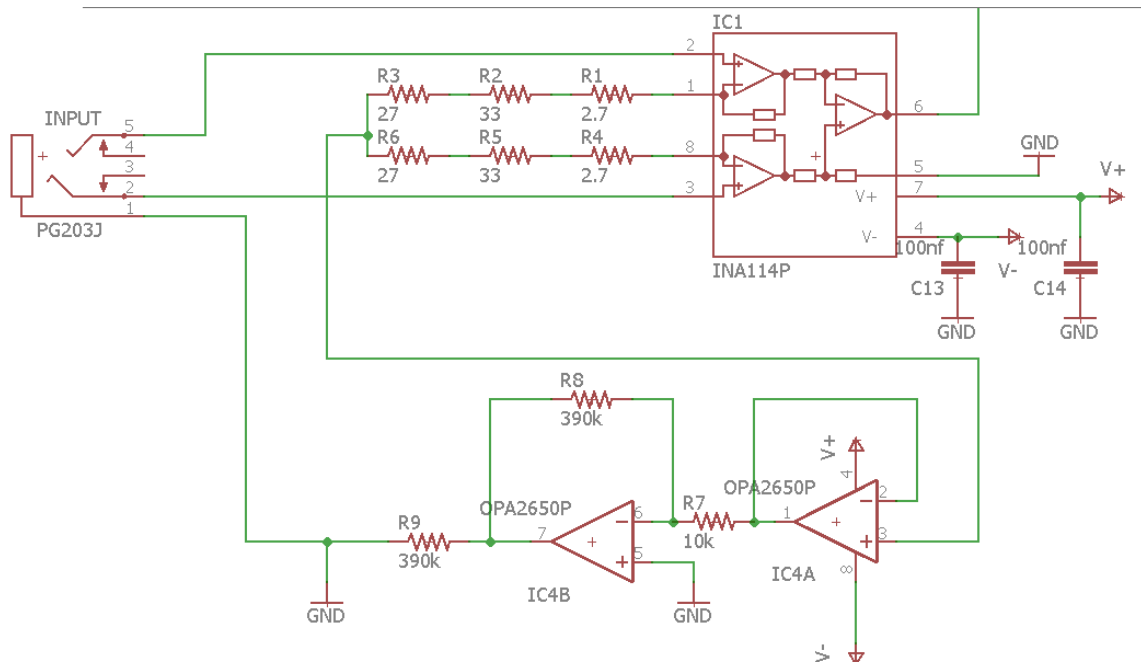 IC1
2
R3
R2
R1
1
27
33
2.7
INPUT
5
4
3
2
1
PG203J
R6
R5
R4
8
27
33
2.7
3
6
GND
5
V+
7
V+
V-
4
100nf
100nf
V-
C13
C14
INA114P
GND
GND
R8
390k
V+
4
OPA2650P
OPA2650P
R7
10k
6
7
5
1
2
3
8
R9
390k
IC4B
IC4A
GND
GND
V-